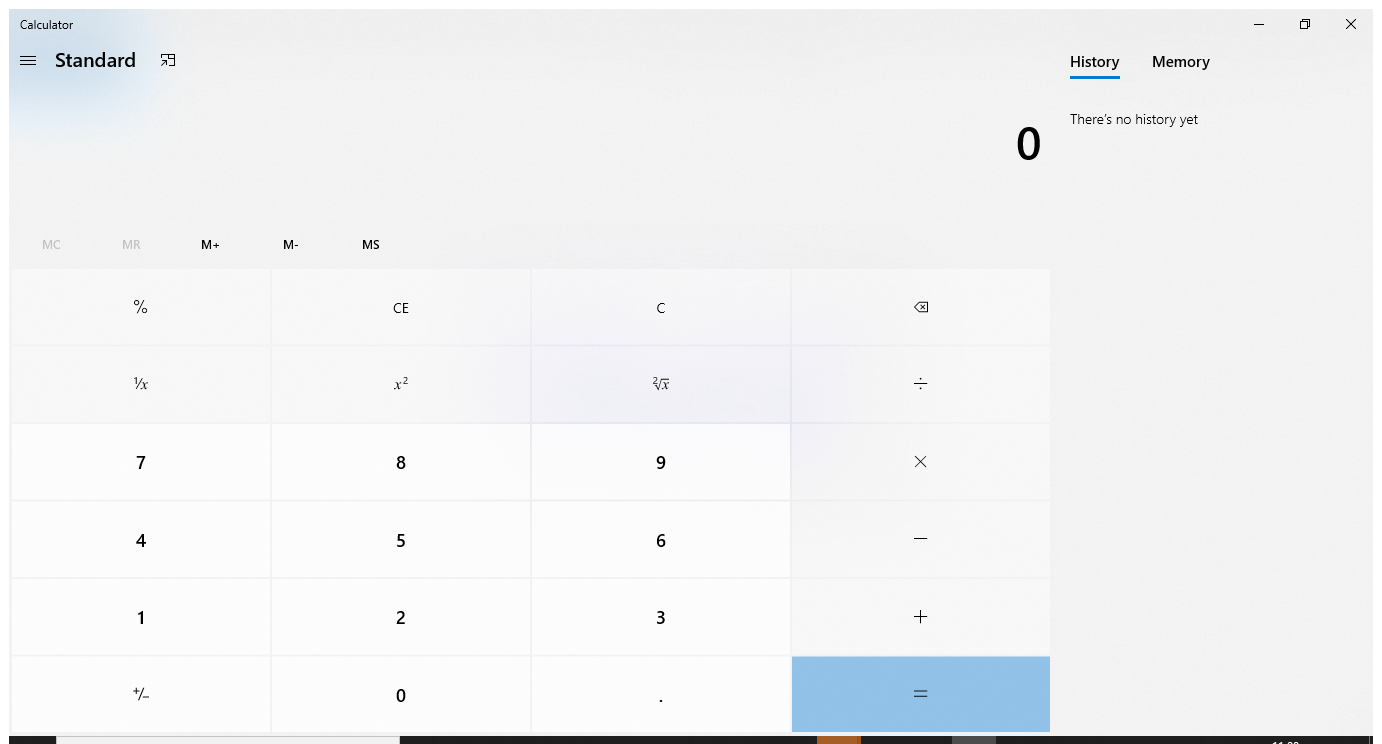 Calculator
Standard
History Memory
There's no history yet
0
MC MR M+ M- MS
% CE C
1/x x² ²√x ÷
7 8 9 ×
4 5 6 −
1 2 3 +
+/− 0 . =